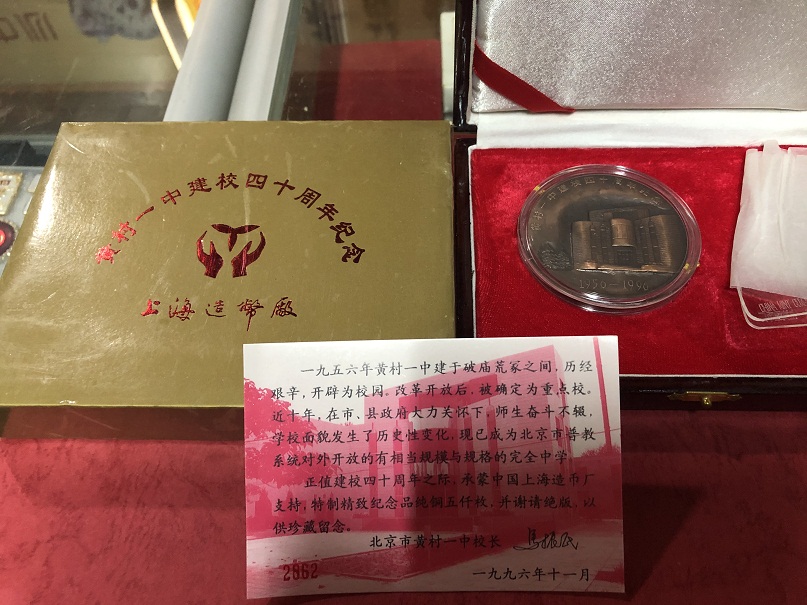 黄村一中建校四十周年纪念
上海造幣厰
1956—1996
一九五六年黄村一中建于破庙荒冢之间，历经
艰辛，开辟为校园。改革开放后，被确定为重点校。
近十年，在市、县政府大力关怀下，师生奋斗不辍，
学校面貌发生了历史性变化，现已成为北京市普教
系统对外开放的有相当规模与规格的完全中学。
正值建校四十周年之际，承蒙中国上海造币厂
支持，特制精致纪念品纯铜五仟枚，并谢请绝版，以
供珍藏留念。
北京市黄村一中校长
2862
一九九六年十一月